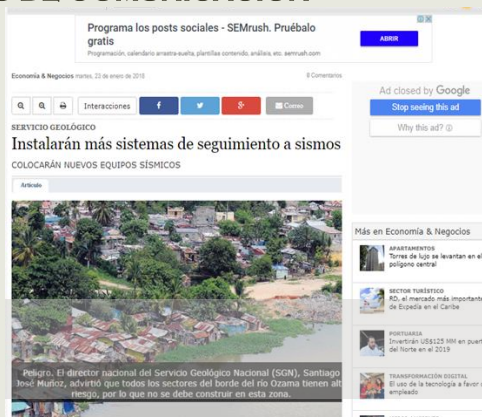 Programa los posts sociales - SEMrush. Pruébalo
gratis
Programación, calendario arrastra-suelta, plantillas contenido, análisis, etc. semrush.com
ABRIR
Economía & Negocios martes, 23 de enero de 2018
0 Comentarios
Interacciones
Correo
SERVICIO GEOLÓGICO
Instalarán más sistemas de seguimiento a sismos
COLOCARÁN NUEVOS EQUIPOS SÍSMICOS
Artículo
Peligro. El director nacional del Servicio Geológico Nacional (SGN), Santiago
José Muñoz, advirtió que todos los sectores del borde del río Ozama tienen alt
riesgo, por lo que no se debe construir en esta zona.
Ad closed by Google
Stop seeing this ad
Why this ad?
Más en Economía & Negocios
APARTAMENTOS
Torres de lujo se levantan en el
polígono central
SECTOR TURÍSTICO
RD, el mercado más importante
de Expedia en el Caribe
PORTUARIA
Invertirán US$125 MM en puert
del Norte en el 2019
TRANSFORMACIÓN DIGITAL
El uso de la tecnología a favor d
empleado